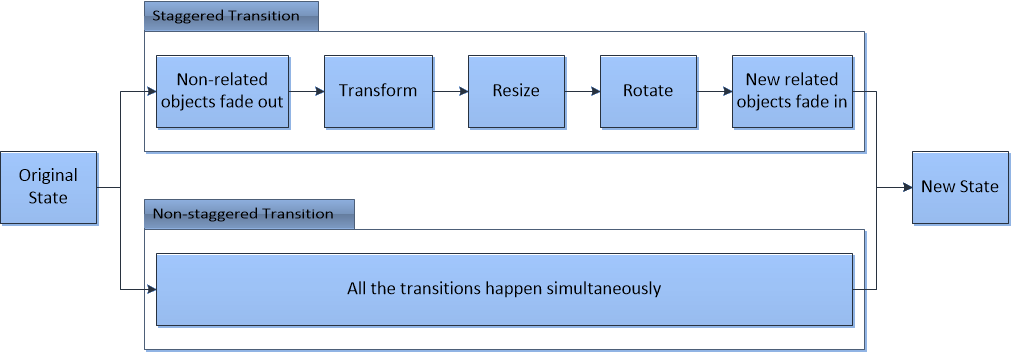 Staggered Transition
Non-related
objects fade out
Transform
Resize
Rotate
New related
objects fade in
Original
State
New State
Non-staggered Transition
All the transitions happen simultaneously